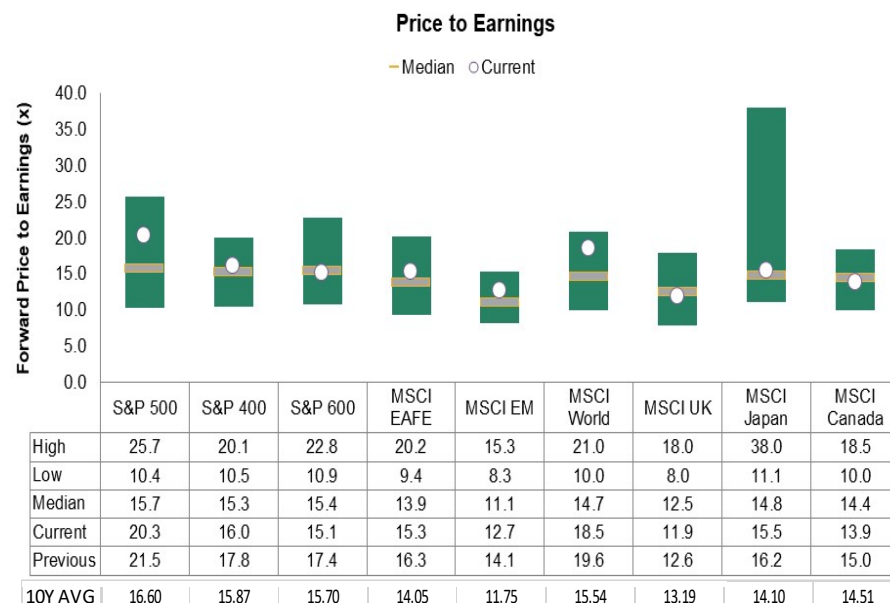 Price to Earnings
Median Current
Forward Price to Earnings (x)
40.0
35.0
30.0
25.0
20.0
15.0
10.0
5.0
0.0
S&P 500 S&P 400 S&P 600 MSCI EAFE MSCI EM MSCI World MSCI UK MSCI Japan MSCI Canada
High 25.7 20.1 22.8 20.2 15.3 21.0 18.0 38.0 18.5
Low 10.4 10.5 10.9 9.4 8.3 10.0 8.0 11.1 10.0
Median 15.7 15.3 15.4 13.9 11.1 14.7 12.5 14.8 14.4
Current 20.3 16.0 15.1 15.3 12.7 18.5 11.9 15.5 13.9
Previous 21.5 17.8 17.4 16.3 14.1 19.6 12.6 16.2 15.0
10Y AVG 16.60 15.87 15.70 14.05 11.75 15.54 13.19 14.10 14.51